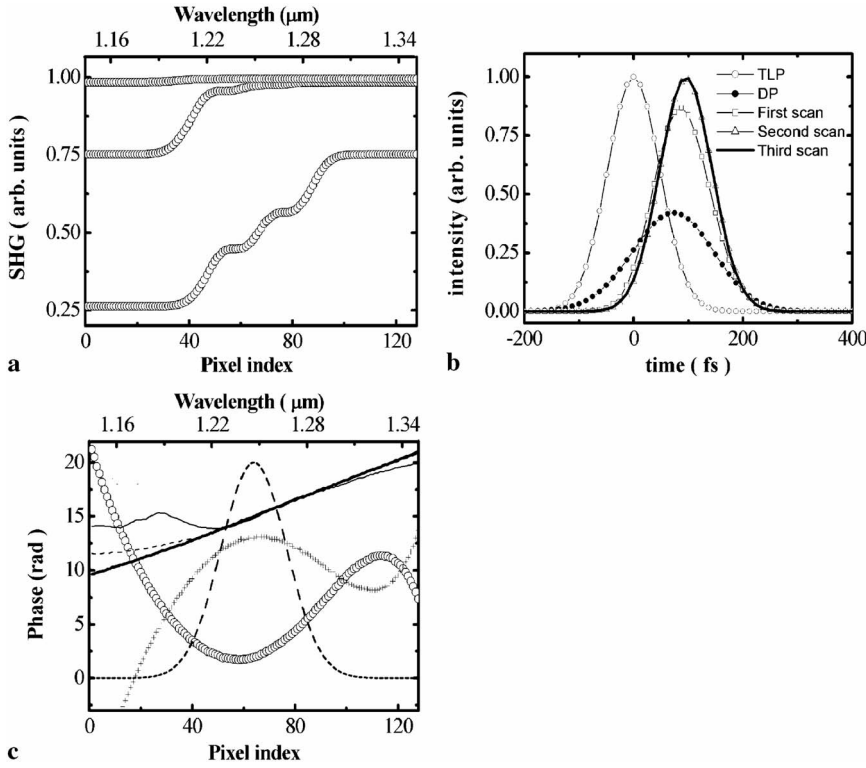 Wavelength (μm)
1.16 1.22 1.28 1.34
1.00
0.75
0.50
0.25
SHG ( arb. units)
0 40 80 120
Pixel index
a
TLP
DP
First scan
Second scan
Third scan
1.00
0.75
0.50
0.25
0.00
intensity (arb. units)
-200 0 200 400
time ( fs )
b
Wavelength ( μm)
1.16 1.22 1.28 1.34
20
15
10
5
0
Phase (rad )
0 40 80 120
Pixel index
c